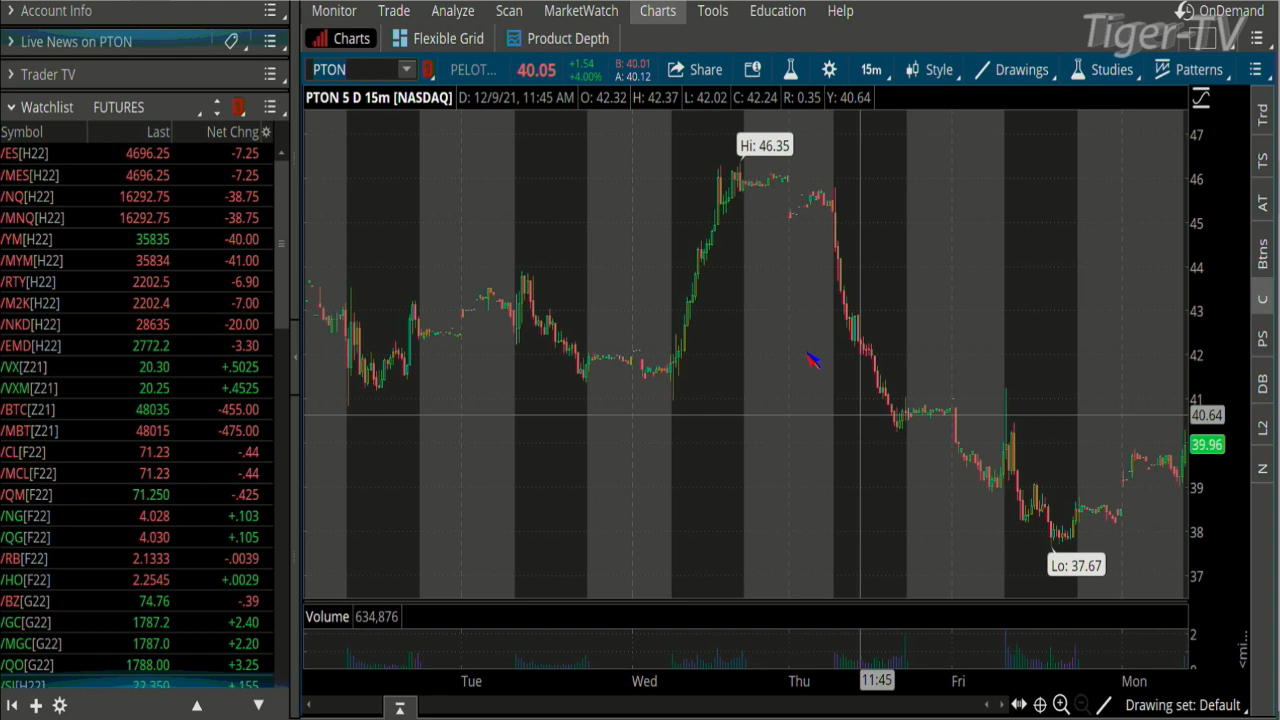 Account Info
Monitor Trade Analyze Scan MarketWatch Charts Tools Education Help
OnDemand
Tiger-TV
Live News on PTON
Charts Flexible Grid Product Depth
Trader TV
PTON PELOT... 40.05 +1.54 +4.00% B: 40.01 A: 40.12 Share 15m Style Drawings Studies Patterns
Watchlist FUTURES
PTON 5 D 15m [NASDAQ] D: 12/9/21, 11:45 AM O: 42.32 H: 42.37 L: 42.02 C: 42.24 R: 0.35 Y: 40.64
Symbol Last Net Chng
/ES[H22] 4696.25 -7.25
/MES[H22] 4696.25 -7.25
/NQ[H22] 16292.75 -38.75
/MNQ[H22] 16292.75 -38.75
/YM[H22] 35835 -40.00
/MYM[H22] 35834 -41.00
/RTY[H22] 2202.5 -6.90
/M2K[H22] 2202.4 -7.00
/NKD[H22] 28635 -20.00
/EMD[H22] 2772.2 -3.30
/VX[Z21] 20.30 +.5025
/VXM[Z21] 20.25 +.4525
/BTC[Z21] 48035 -455.00
/MBT[Z21] 48015 -475.00
/CL[F22] 71.23 -.44
/MCL[F22] 71.23 -.44
/QM[F22] 71.250 -.425
/NG[F22] 4.028 +.103
/QG[F22] 4.030 +.105
/RB[F22] 2.1333 -.0039
/HO[F22] 2.2545 +.0029
/BZ[G22] 74.76 -.39
/GC[G22] 1787.2 +2.40
/MGC[G22] 1787.0 +2.20
/QO[G22] 1788.00 +3.25
/SI[H22] 22.350 +.155
Hi: 46.35
Lo: 37.67
47
46
45
44
43
42
41
40.64
39.96
39
38
37
Volume 634,876
2
1
0
<mi...
Tue Wed Thu 11:45 Fri Mon
Drawing set: Default
Trd
TS
AT
Btns
C
PS
DB
L2
N